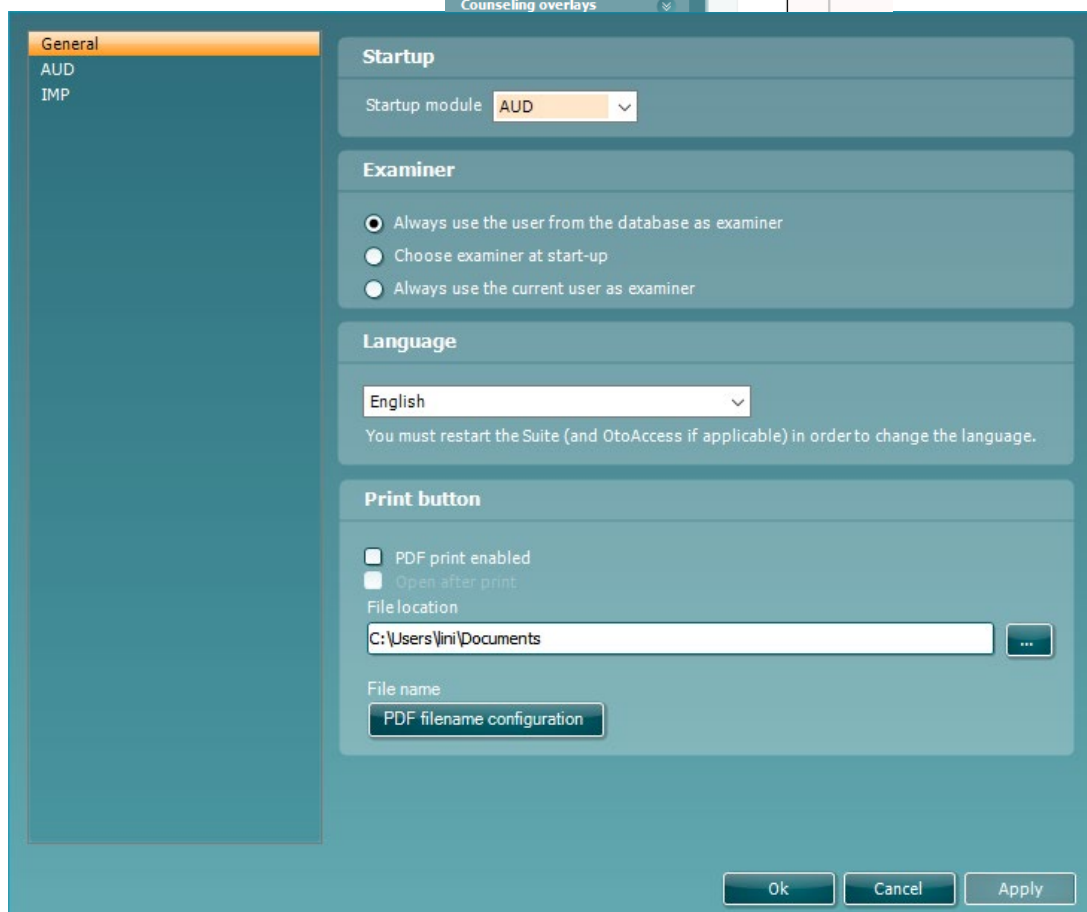 Counseling overlays
General
AUD
IMP
Startup
Startup module AUD
Examiner
Always use the user from the database as examiner
Choose examiner at start-up
Always use the current user as examiner
Language
English
You must restart the Suite (and OtoAccess if applicable) in order to change the language.
Print button
PDF print enabled
Open after print
File location
C:\Users\lini\Documents
...
File name
PDF filename configuration
Ok Cancel Apply